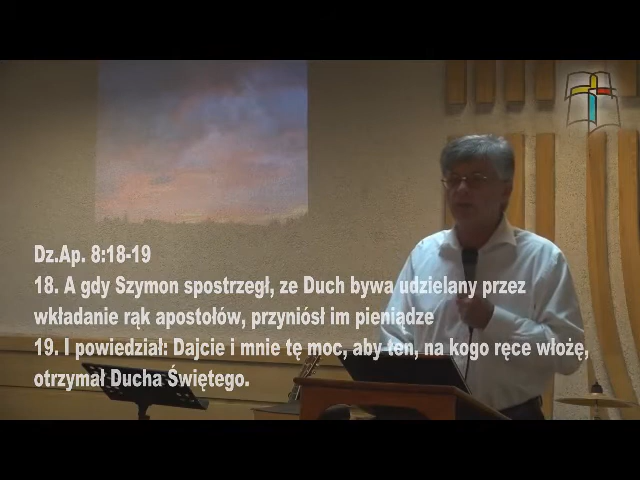 Dz.Ap. 8:18-19
18. A gdy Szymon spostrzegł, ze Duch bywa udzielany przez
wkładanie rąk apostołów, przyniósł im pieniądze
19. I powiedział: Dajcie i mnie tę moc, aby ten, na kogo ręce włożę,
otrzymał Ducha Świętego.